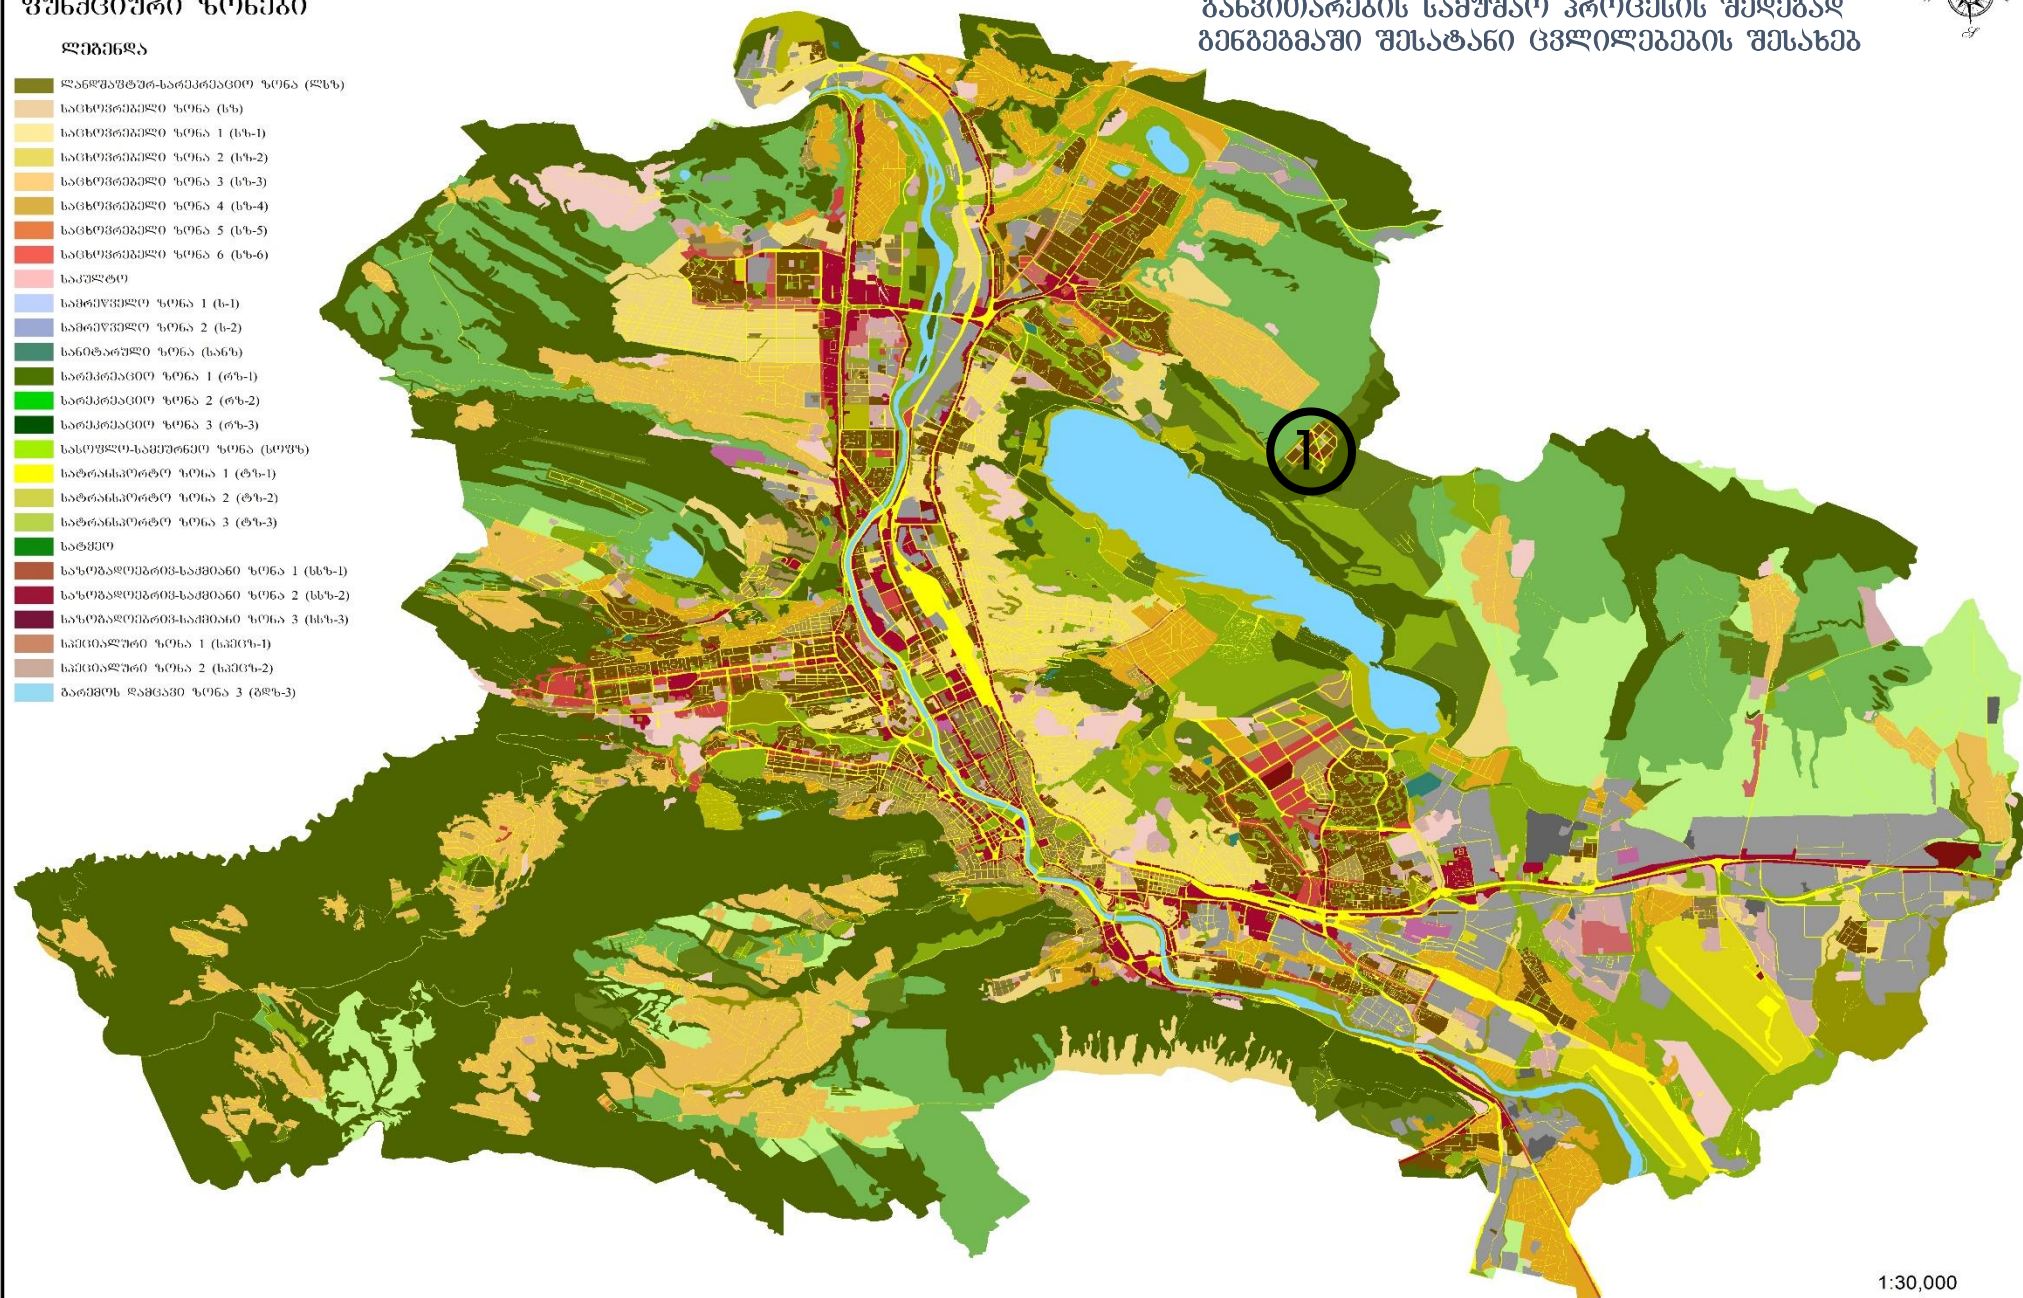 ფუნქციური ზონები
ლეგენდა
ლანდშაფტურ-სარეკრეაციო ზონა (ლსზ)
საცხოვრებელი ზონა (სზ)
საცხოვრებელი ზონა 1 (სზ-1)
საცხოვრებელი ზონა 2 (სზ-2)
საცხოვრებელი ზონა 3 (სზ-3)
საცხოვრებელი ზონა 4 (სზ-4)
საცხოვრებელი ზონა 5 (სზ-5)
საცხოვრებელი ზონა 6 (სზ-6)
საკულტო
სამრეწველო ზონა 1 (ს-1)
სამრეწველო ზონა 2 (ს-2)
სანიტარული ზონა (სანზ)
სარეკრეაციო ზონა 1 (რზ-1)
სარეკრეაციო ზონა 2 (რზ-2)
სარეკრეაციო ზონა 3 (რზ-3)
სასოფლო-სამეურნეო ზონა (სოფზ)
სატრანსპორტო ზონა 1 (ტზ-1)
სატრანსპორტო ზონა 2 (ტზ-2)
სატრანსპორტო ზონა 3 (ტზ-3)
სატყეო
საზოგადოებრივ-საქმიანი ზონა 1 (სსზ-1)
საზოგადოებრივ-საქმიანი ზონა 2 (სსზ-2)
საზოგადოებრივ-საქმიანი ზონა 3 (სსზ-3)
სპეციალური ზონა 1 (სპეცზ-1)
სპეციალური ზონა 2 (სპეცზ-2)
გარემოს დამცავი ზონა 3 (გდზ-3)
განვითარების სამუშაო პროცესის შედეგად
გენგეგმაში შესატანი ცვლილებების შესახებ
S
1
1:30,000